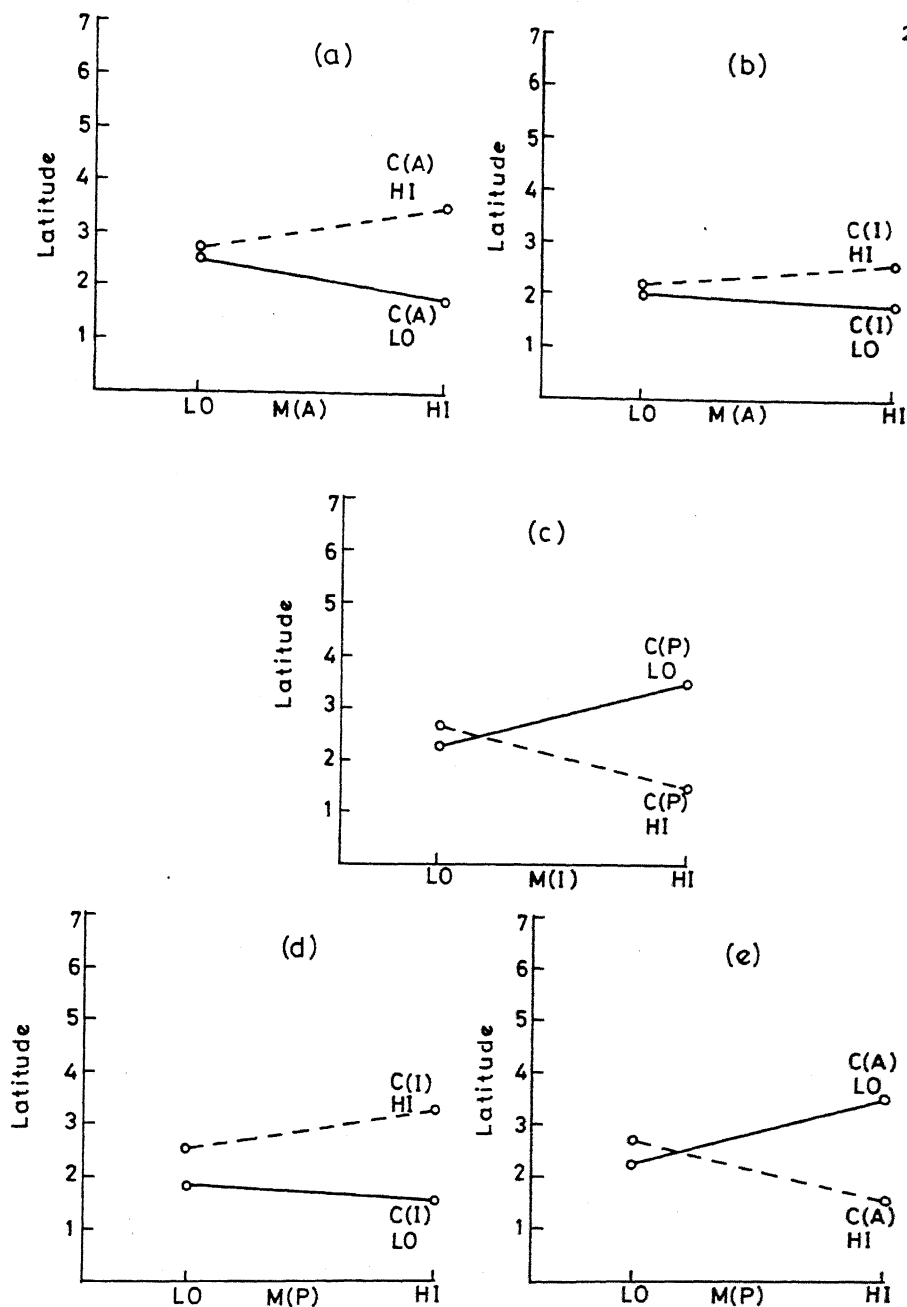 2
(a)
7
6
5
4
3
2
1
Latitude
C(A)
HI
C(A)
LO
LO M(A) HI
(b)
7
6
5
4
3
2
1
Latitude
C(I)
HI
C(I)
LO
LO M(A) HI
(c)
7
6
5
4
3
2
1
Latitude
C(P)
LO
C(P)
HI
LO M(I) HI
(d)
7
6
5
4
3
2
1
Latitude
C(I)
HI
C(I)
LO
LO M(P) HI
(e)
7
6
5
4
3
2
1
Latitude
C(A)
LO
C(A)
HI
LO M(P) HI